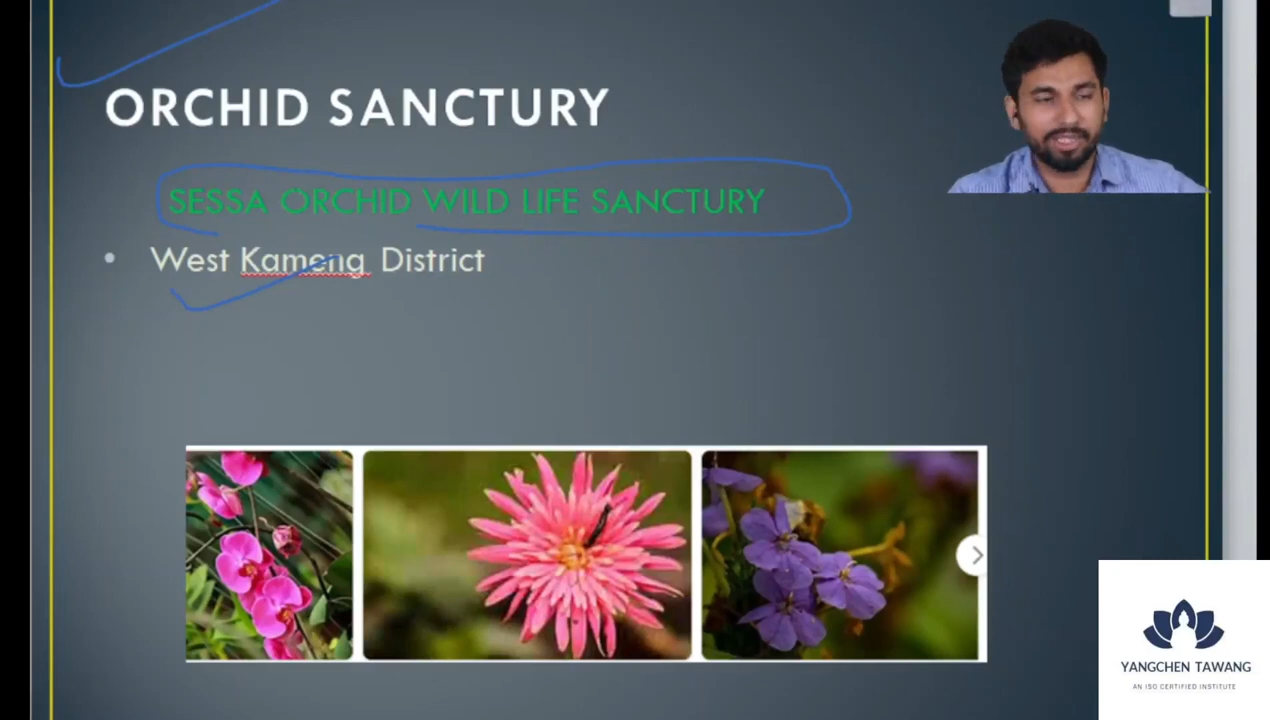 ORCHID SANCTURY
SESSA ORCHID WILD LIFE SANCTURY
• West Kameng District
YANGCHEN TAWANG
AN ISO CERTIFIED INSTITUTE